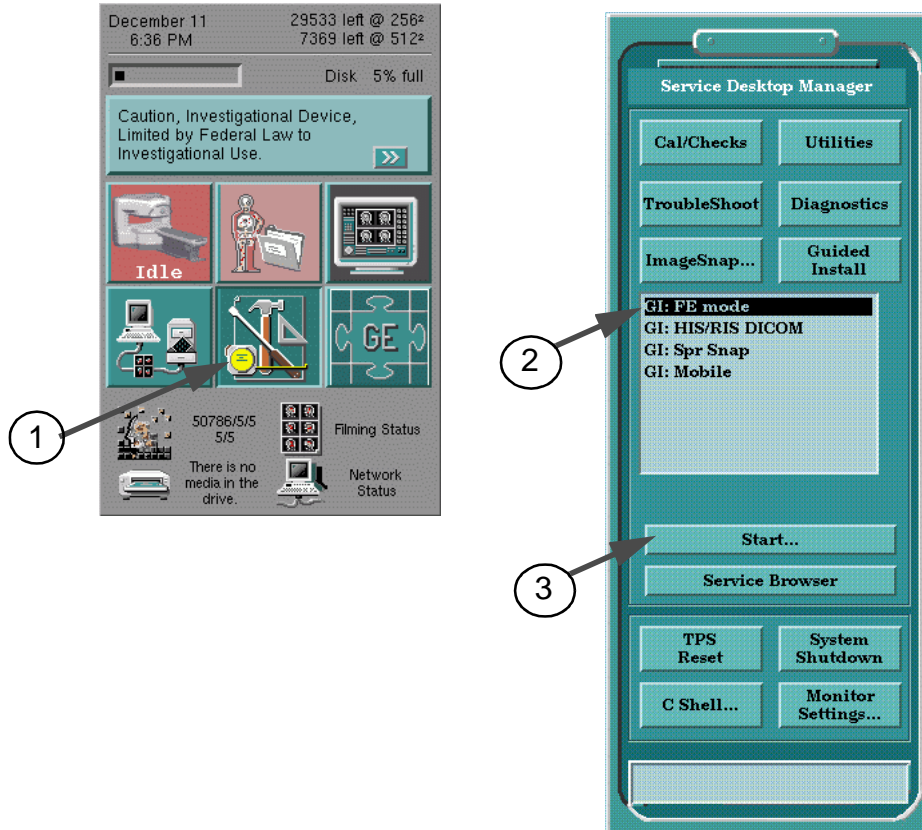 December 11
6:36 PM
29533 left @ 256²
7369 left @ 512²
Disk 5% full
Caution, Investigational Device,
Limited by Federal Law to
Investigational Use.
>>
Idle
GE
50786/5/5
5/5
Filming Status
There is no
media in the
drive.
Network
Status
1
Service Desktop Manager
Cal/Checks
Utilities
TroubleShoot
Diagnostics
ImageSnap...
Guided
Install
GI: FE mode
GI: HIS/RIS DICOM
GI: Spr Snap
GI: Mobile
2
Start...
3
Service Browser
TPS
Reset
System
Shutdown
C Shell...
Monitor
Settings...